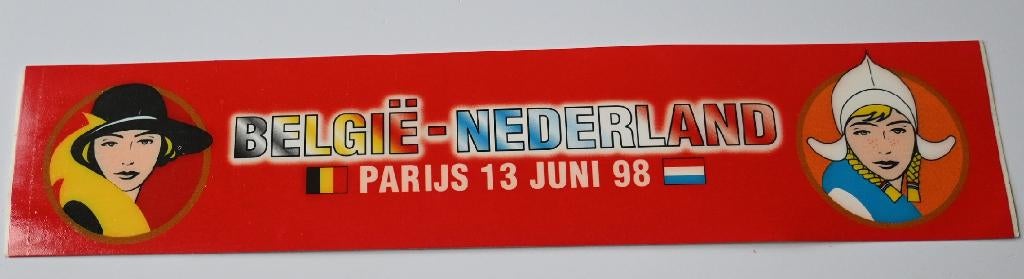 BELGIË-NEDERLAND
PARIJS 13 JUNI 98